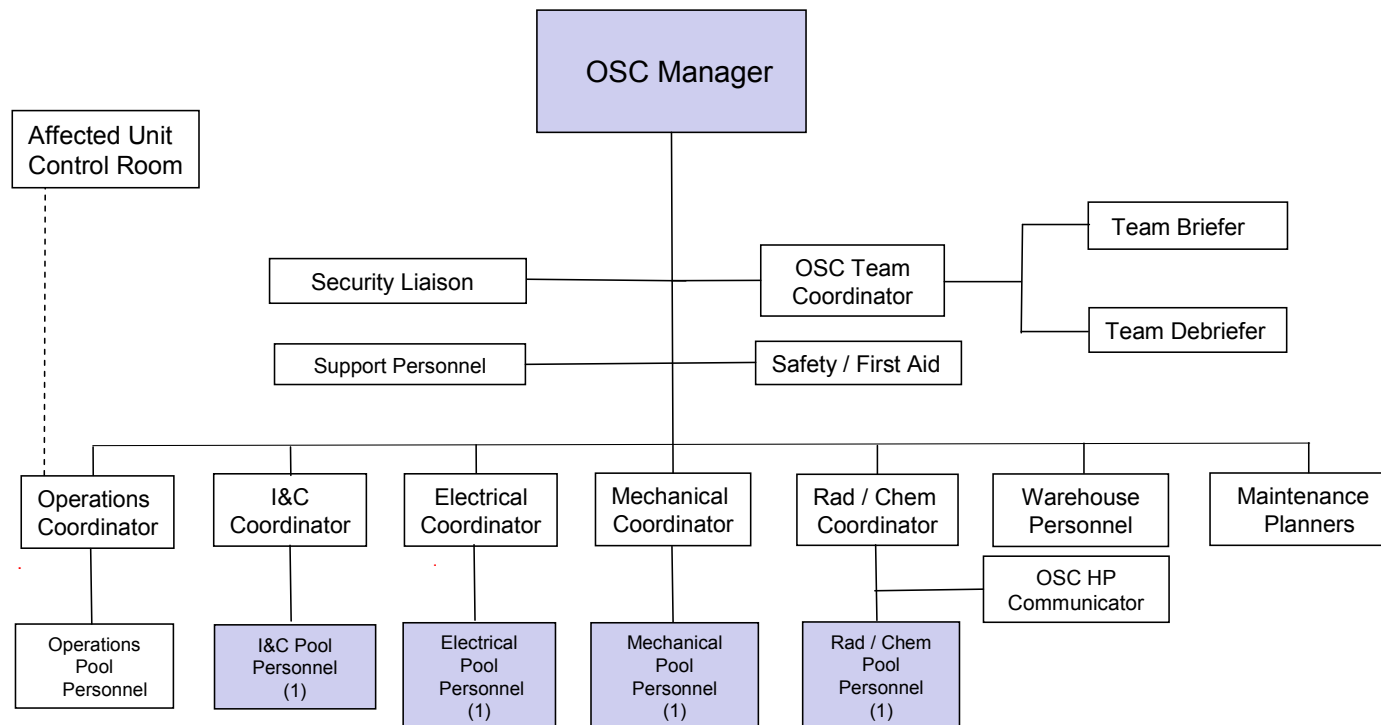 OSC Manager
Affected Unit
Control Room
Team Briefer
Security Liaison
OSC Team
Coordinator
Team Debriefer
Support Personnel
Safety / First Aid
Operations
Coordinator
I&C
Coordinator
Electrical
Coordinator
Mechanical
Coordinator
Rad / Chem
Coordinator
Warehouse
Personnel
Maintenance
Planners
OSC HP
Communicator
Operations
Pool
Personnel
I&C Pool
Personnel
(1)
Electrical
Pool
Personnel
(1)
Mechanical
Pool
Personnel
(1)
Rad / Chem
Pool
Personnel
(1)